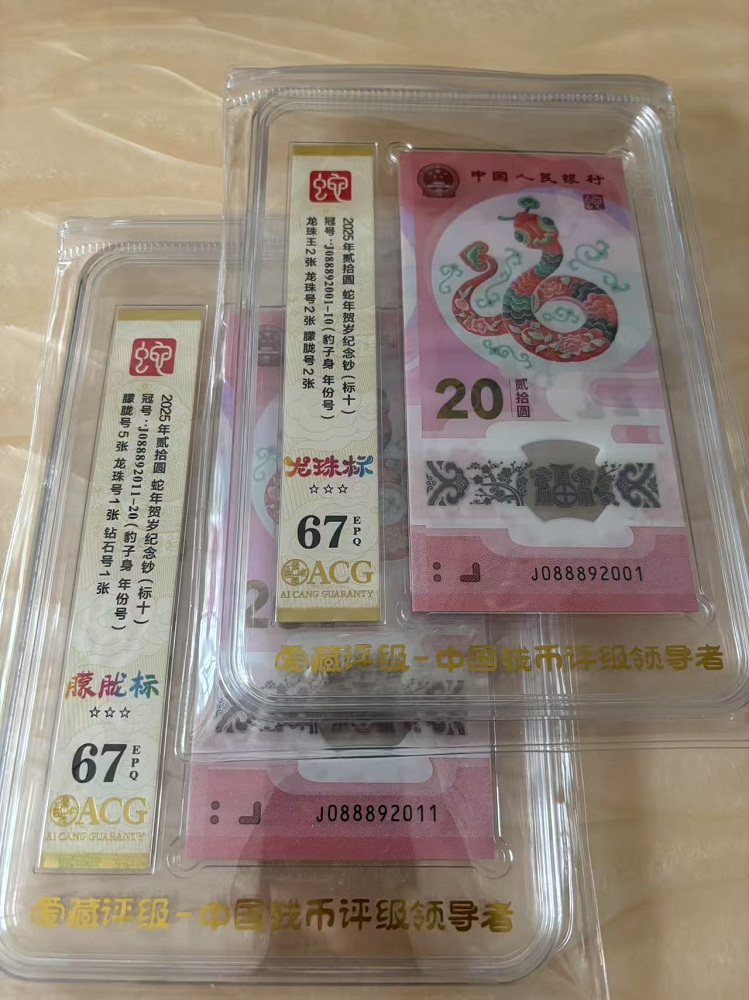 蛇
2025年贰拾圆 蛇年贺岁纪念钞(标十)
冠号:J088892001-10(豹子身 年份号)
龙珠王2张 龙珠号2张 朦胧号2张
龙珠标
☆☆☆
67 EPQ
ACG
AI CANG GUARANTY
中国人民银行
20
贰拾圆
J088892001
爱藏评级-中国钱币评级领导者
蛇
2025年贰拾圆 蛇年贺岁纪念钞(标十)
冠号:J088892011-20(豹子身 年份号)
朦胧号5张 龙珠号1张 钻石号1张
朦胧标
☆☆☆
67 EPQ
ACG
AI CANG GUARANTY
2
J088892011
爱藏评级-中国钱币评级领导者